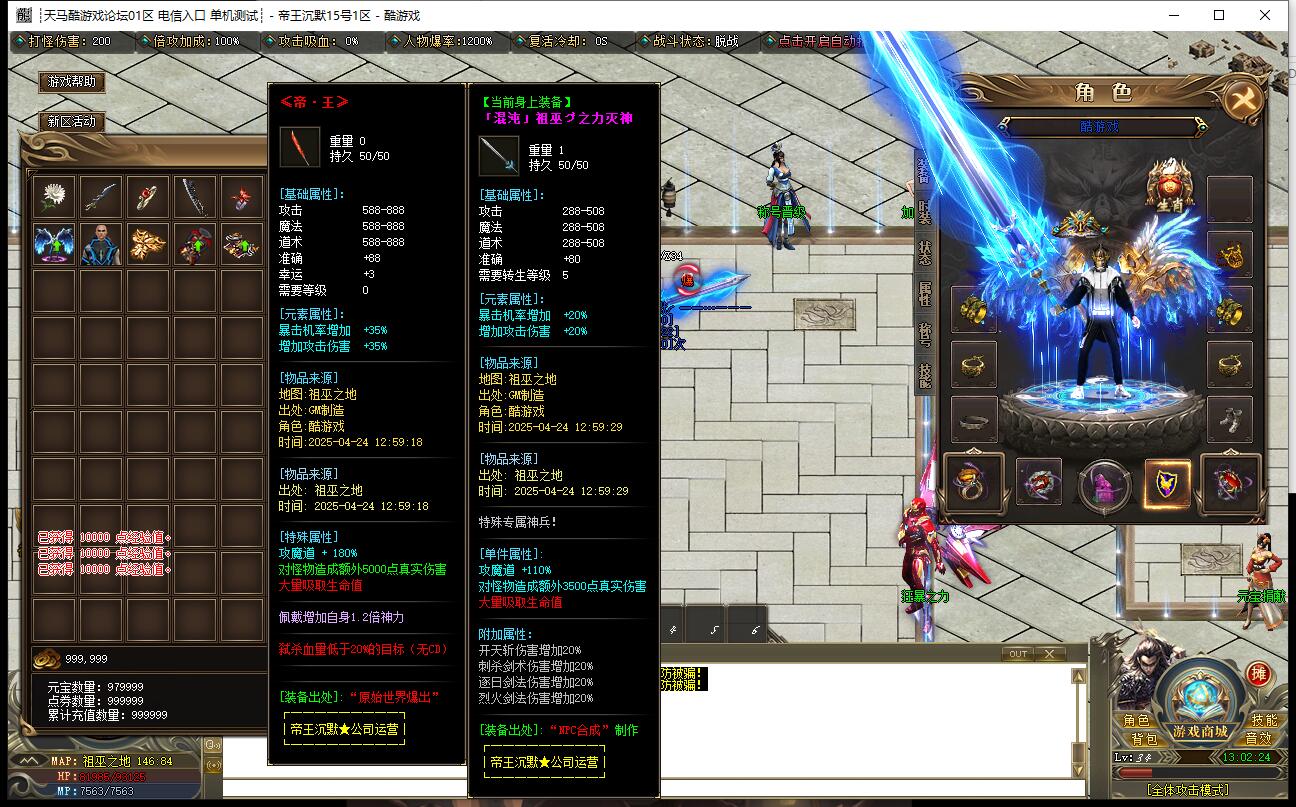 天马酷游戏论坛01区 电信入口 单机测试 - 帝王沉默15号1区 - 酷游戏
打怪伤害: 200
倍攻加成:100%
攻击吸血: 0%
人物爆率:1200%
复活冷却: 0S
战斗状态:脱战
点击开启自动
游戏帮助
新区活动
已获得 10000 点经验值。
已获得 10000 点经验值。
已获得 10000 点经验值。
999,999
元宝数量: 979999
点券数量: 999999
累计充值数量: 999999
MAP: 祖巫之地 146:84
HP:
MP:7563/7563
≪帝·王≫
重量 0
持久 50/50
[基础属性]:
攻击 588-888
魔法 588-888
道术 588-888
准确 +88
幸运 +3
需要等级 0
[元素属性]:
暴击机率增加 +35%
增加攻击伤害 +35%
[物品来源]
地图:祖巫之地
出处:GM制造
角色:酷游戏
时间:2025-04-24 12:59:18
[物品来源]
出处: 祖巫之地
时间: 2025-04-24 12:59:18
[特殊属性]
攻魔道 + 180%
对怪物造成额外5000点真实伤害
大量吸取生命值
佩戴增加自身1.2倍神力
弑杀血量低于20%的目标(无CD)
[装备出处]:“原始世界爆出”
帝王沉默★公司运营
【当前身上装备】
「混沌」祖巫之力灭神
重量 1
持久 50/50
[基础属性]:
攻击 288-508
魔法 288-508
道术 288-508
准确 +80
需要转生等级 5
[元素属性]:
暴击机率增加 +20%
增加攻击伤害 +20%
[物品来源]
地图:祖巫之地
出处:GM制造
角色:酷游戏
时间:2025-04-24 12:59:29
[物品来源]
出处: 祖巫之地
时间: 2025-04-24 12:59:29
特殊专属神兵!
[单件属性]:
攻魔道 +110%
对怪物造成额外3500点真实伤害
大量吸取生命值
附加属性:
开天斩伤害增加20%
刺杀剑术伤害增加20%
逐日剑法伤害增加20%
烈火剑法伤害增加20%
[装备出处]:“NPC合成” 制作
帝王沉默★公司运营
称号晋级
爆
加
4 5 6
防被骗!
防被骗!
OUT
角 色
酷游戏
装备
时装
状态
属性
称号
技能
生肖
狂暴之力
元宝捐献
摊
角色
技能
背包
音效
游戏商城
Lv:34
13:02:24
[全体攻击模式]